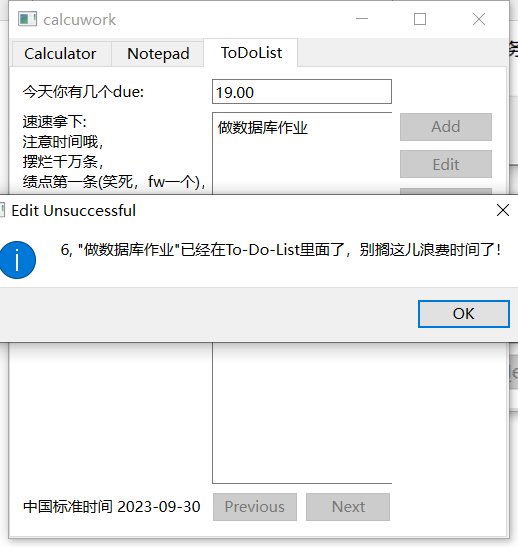 calcuwork
Calculator
Notepad
ToDoList
今天你有几个due:
19.00
速速拿下:
注意时间哦,
摆烂千万条,
绩点第一条(笑死，fw一个),
做数据库作业
Add
Edit
Edit Unsuccessful
6, "做数据库作业"已经在To-Do-List里面了，别搁这儿浪费时间了!
OK
中国标准时间 2023-09-30
Previous
Next